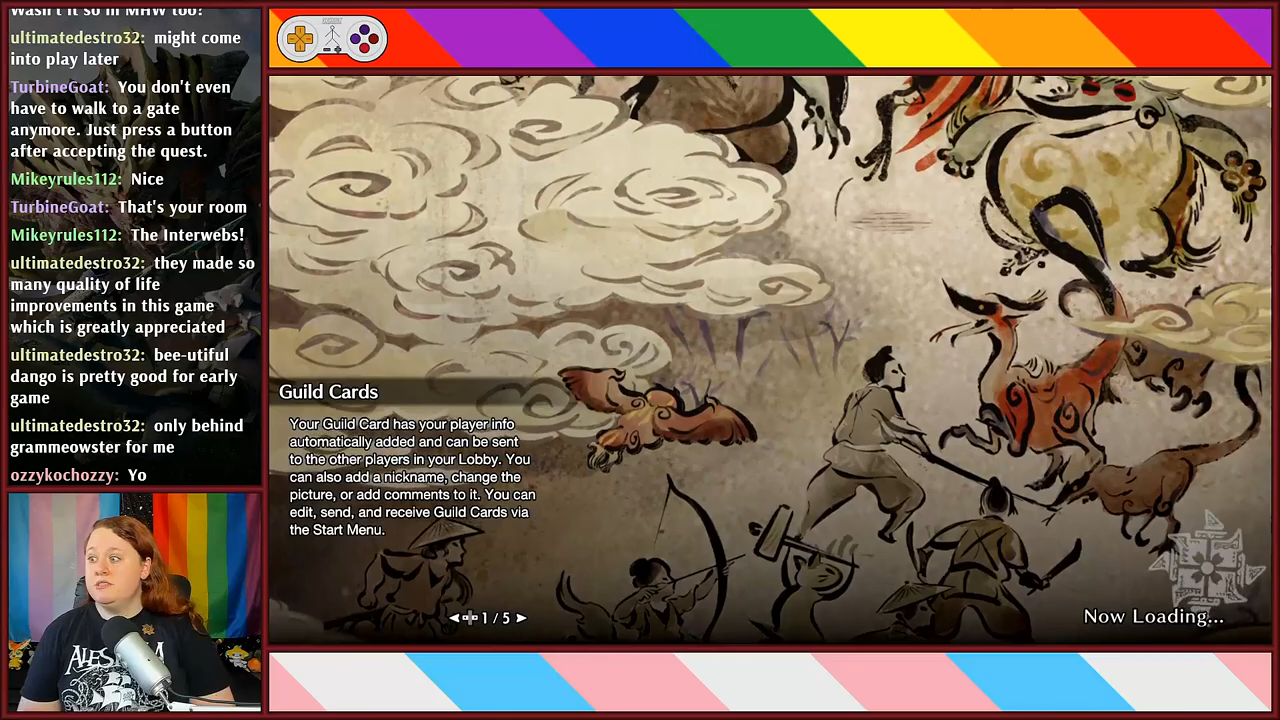 Wasn't it so in MHW too?
ultimatedestro32: might come
into play later
TurbineGoat: You don't even
have to walk to a gate
anymore. Just press a button
after accepting the quest.
Mikeyrules112: Nice
TurbineGoat: That's your room
Mikeyrules112: The Interwebs!
ultimatedestro32: they made so
many quality of life
improvements in this game
which is greatly appreciated
ultimatedestro32: bee-utiful
dango is pretty good for early
game
ultimatedestro32: only behind
grammeowster for me
ozzykochozzy: Yo
Guild Cards
Your Guild Card has your player info
automatically added and can be sent
to the other players in your Lobby. You
can also add a nickname, change the
picture, or add comments to it. You can
edit, send, and receive Guild Cards via
the Start Menu.
1 / 5
Now Loading...